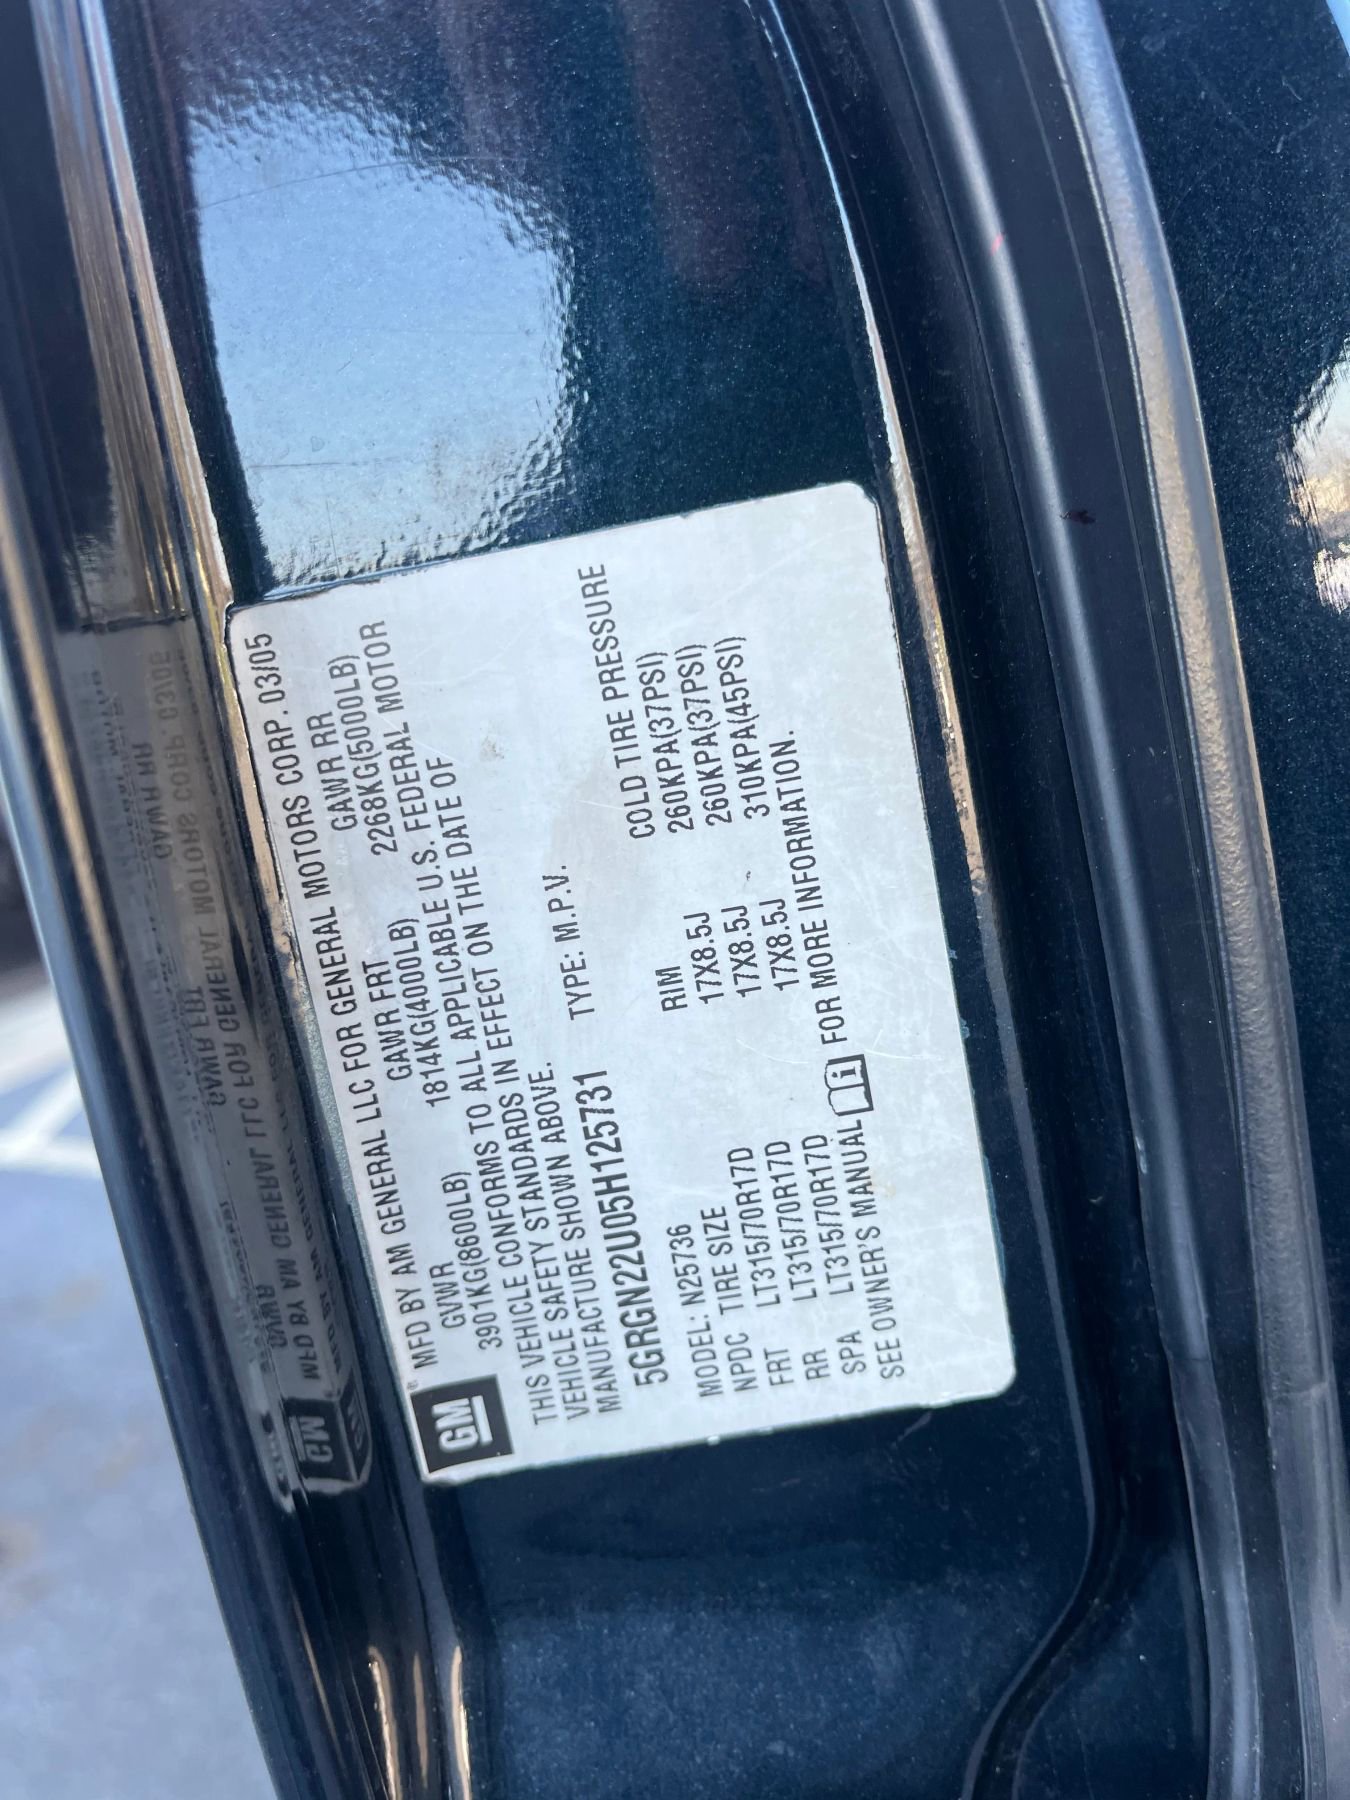 GM® MFD BY AM GENERAL LLC FOR GENERAL MOTORS CORP. 03/05
GVWR GAWR FRT GAWR RR
3901KG(8600LB) 1814KG(4000LB) 2268KG(5000LB)
THIS VEHICLE CONFORMS TO ALL APPLICABLE U.S. FEDERAL MOTOR
VEHICLE SAFETY STANDARDS IN EFFECT ON THE DATE OF
MANUFACTURE SHOWN ABOVE.
5GRGN22U05H125731 TYPE: M.P.V.
MODEL: N25736
NPDC TIRE SIZE RIM COLD TIRE PRESSURE
FRT LT315/70R17D 17X8.5J 260KPA(37PSI)
RR LT315/70R17D 17X8.5J 260KPA(37PSI)
SPA LT315/70R17D 17X8.5J 310KPA(45PSI)
SEE OWNER'S MANUAL i FOR MORE INFORMATION.